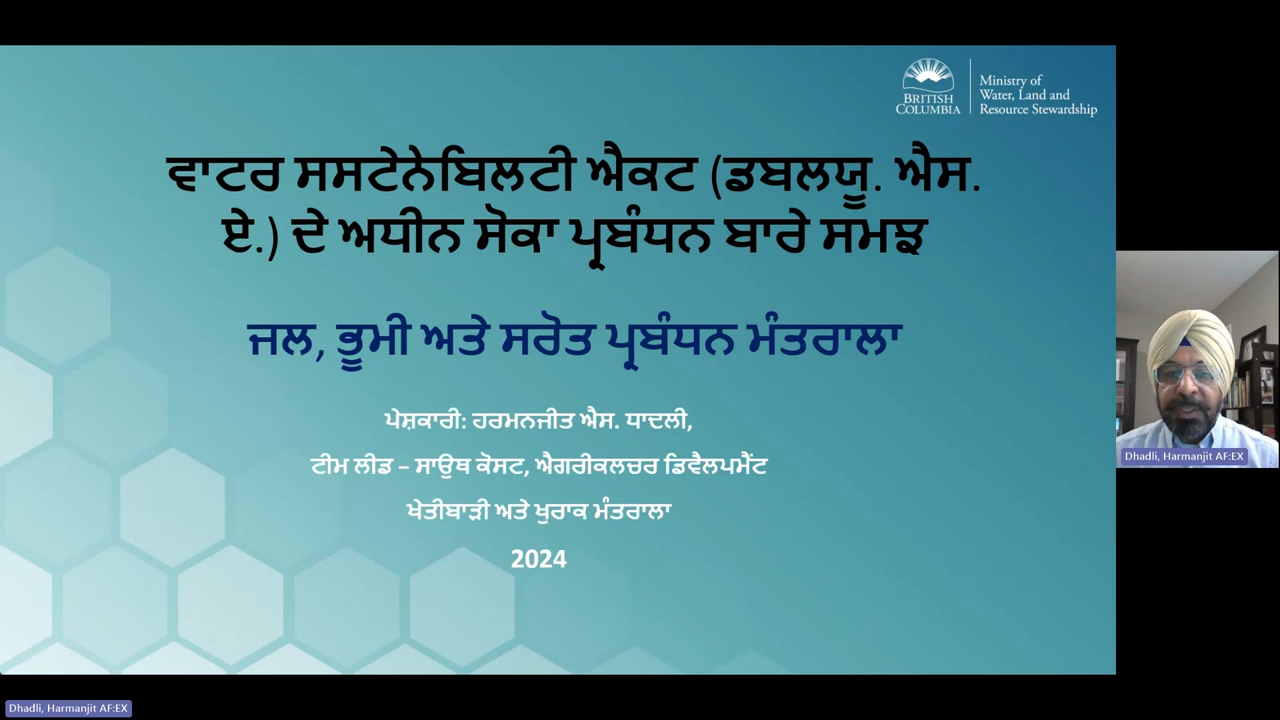 BRITISH
COLUMBIA
Ministry of
Water, Land and
Resource Stewardship
ਵਾਟਰ ਸਸਟੇਨੇਬਿਲਟੀ ਐਕਟ (ਡਬਲਯੂ. ਐਸ.
ਏ.) ਦੇ ਅਧੀਨ ਸੋਕਾ ਪ੍ਰਬੰਧਨ ਬਾਰੇ ਸਮਝ
ਜਲ, ਭੂਮੀ ਅਤੇ ਸਰੋਤ ਪ੍ਰਬੰਧਨ ਮੰਤਰਾਲਾ
ਪੇਸ਼ਕਾਰੀ: ਹਰਮਨਜੀਤ ਐਸ. ਧਾਦਲੀ,
ਟੀਮ ਲੀਡ – ਸਾਊਥ ਕੋਸਟ, ਐਗਰੀਕਲਚਰ ਡਿਵੈਲਪਮੈਂਟ
ਖੇਤੀਬਾੜੀ ਅਤੇ ਖੁਰਾਕ ਮੰਤਰਾਲਾ
2024
Dhadli, Harmanjit AF:EX
Dhadli, Harmanjit AF:EX